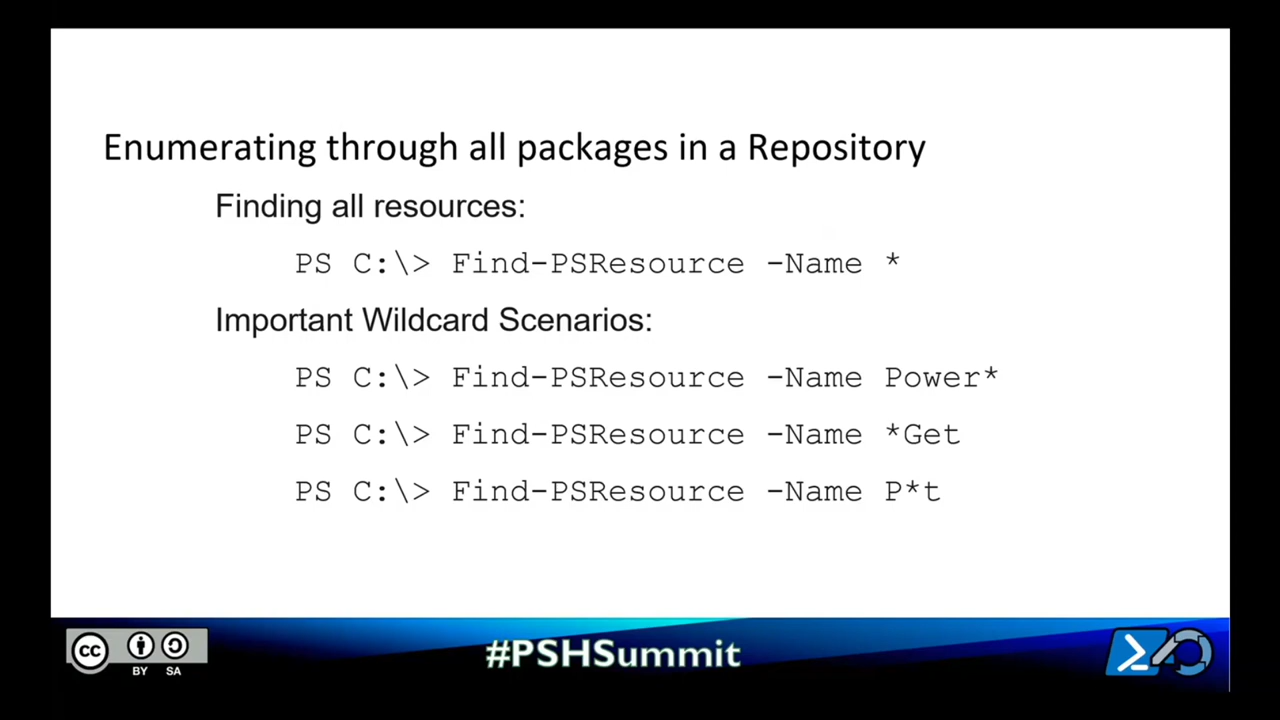 Enumerating through all packages in a Repository
Finding all resources:
PS C:\> Find-PSResource -Name *
Important Wildcard Scenarios:
PS C:\> Find-PSResource -Name Power*
PS C:\> Find-PSResource -Name *Get
PS C:\> Find-PSResource -Name P*t
cc
BY SA
#PSHSummit